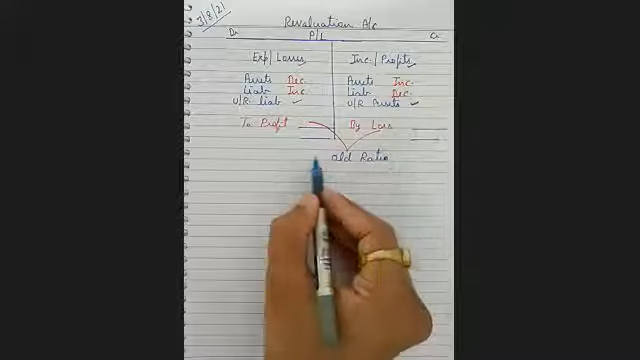 3/8/21
Revaluation A/c
Dr. P/L Cr.
Exp/Losses Inc./Profits
Assets Dec. Assets Inc.
Liab Inc. Liab Dec.
U/R liab ✓ U/R Assets ✓
To Profit By Loss
Old Ratio